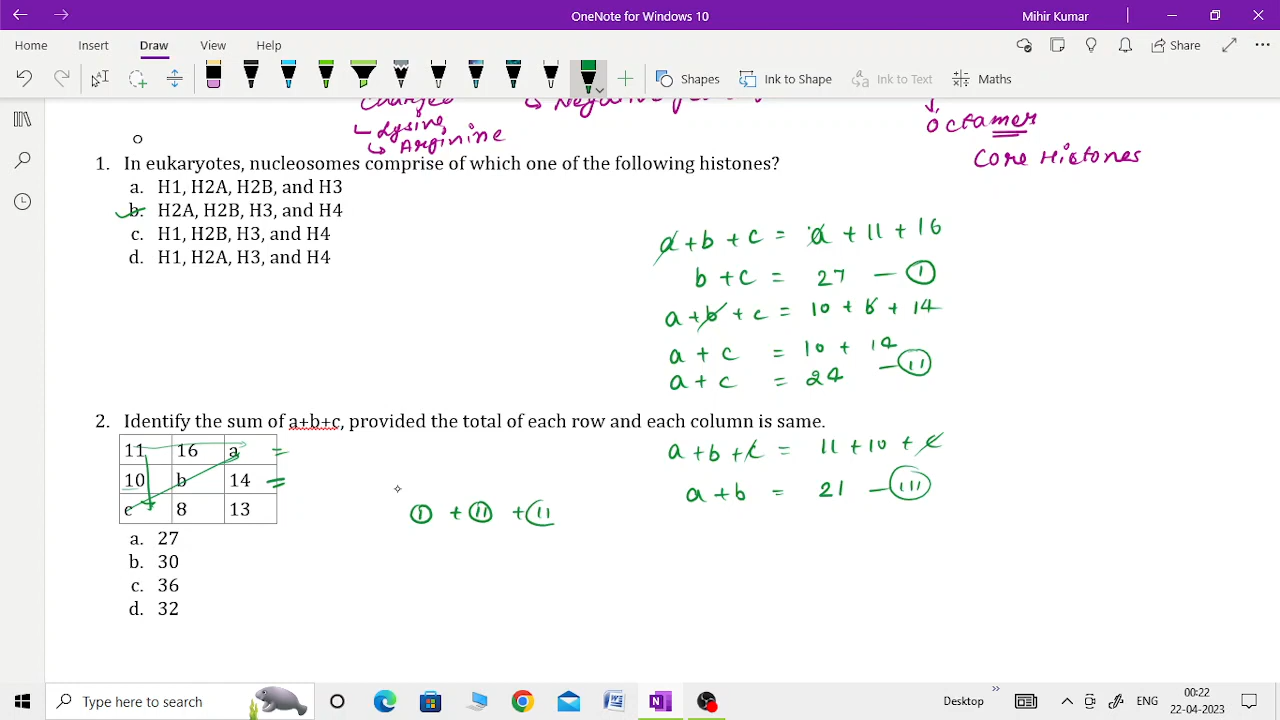 OneNote for Windows 10
Mihir Kumar
Home Insert Draw View Help
Share
Shapes Ink to Shape Ink to Text Maths
Charged
Lysine,
Arginine
Octamer
Core Histones
1. In eukaryotes, nucleosomes comprise of which one of the following histones?
a. H1, H2A, H2B, and H3
b. H2A, H2B, H3, and H4
c. H1, H2B, H3, and H4
d. H1, H2A, H3, and H4
a + b + c = a + 11 + 16
b + c = 27 — I
a + b + c = 10 + b + 14
a + c = 10 + 14
a + c = 24 — II
2. Identify the sum of a+b+c, provided the total of each row and each column is same.
11 16 a =
10 b 14 =
c 8 13
a + b + c = 11 + 10 + c
a + b = 21 — III
I + II + II
a. 27
b. 30
c. 36
d. 32
Type here to search
Desktop
ENG
00:22
22-04-2023